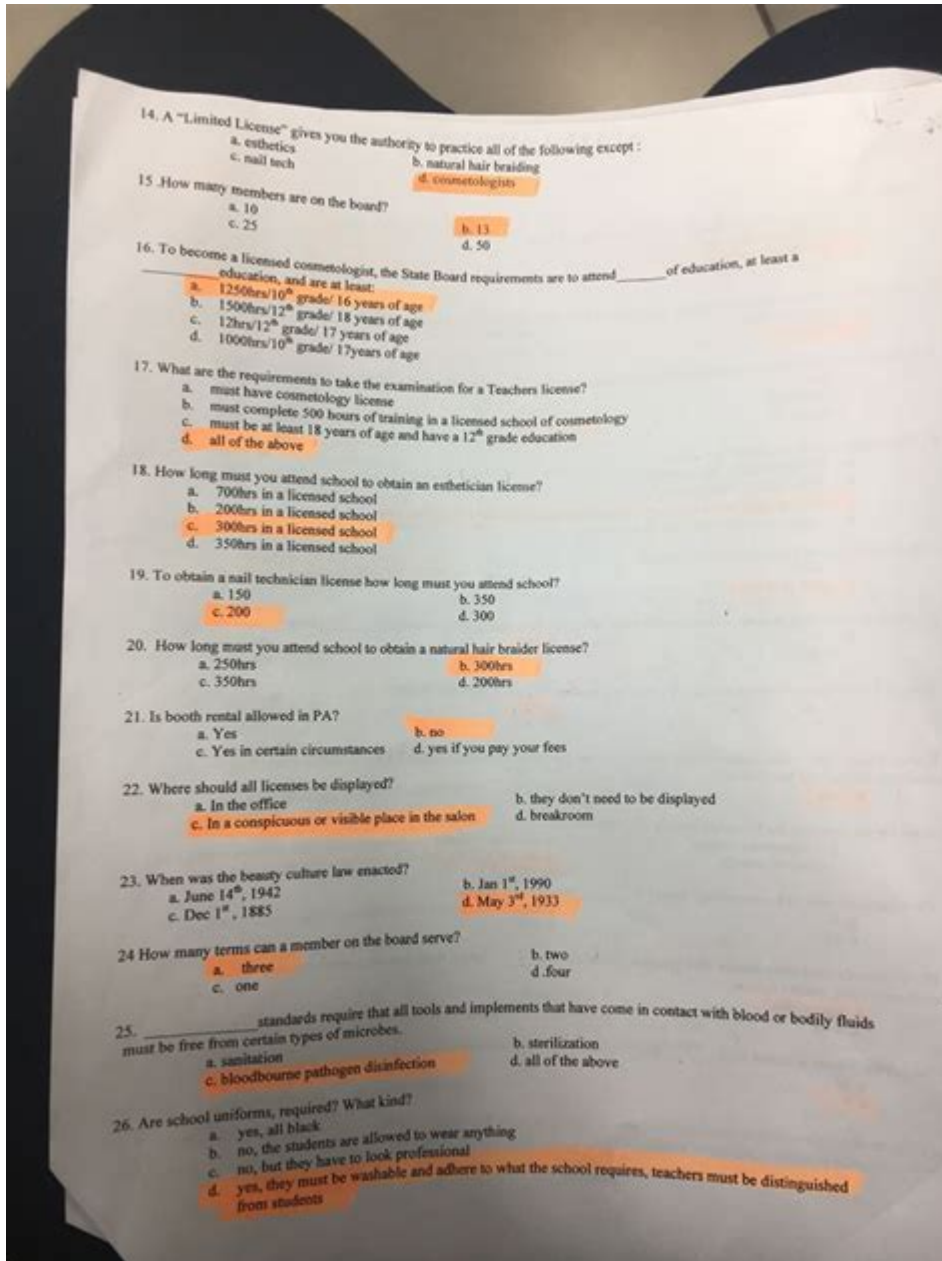 14. A "Limited License" gives you the authority to practice all of the following except :
a. esthetics b. natural hair braiding
c. nail tech d. cosmetologists
15 .How many members are on the board?
a. 10 b. 13
c. 25 d. 50
16. To become a licensed cosmetologist, the State Board requirements are to attend______ of education, at least a
__________ education, and are at least:
a. 1250hrs/10th grade/ 16 years of age
b. 1500hrs/12th grade/ 18 years of age
c. 12hrs/12th grade/ 17 years of age
d. 1000hrs/10th grade/ 17years of age
17. What are the requirements to take the examination for a Teachers license?
a. must have cosmetology license
b. must complete 500 hours of training in a licensed school of cosmetology
c. must be at least 18 years of age and have a 12th grade education
d. all of the above
18. How long must you attend school to obtain an esthetician license?
a. 700hrs in a licensed school
b. 200hrs in a licensed school
c. 300hrs in a licensed school
d. 350hrs in a licensed school
19. To obtain a nail technician license how long must you attend school?
a. 150 b. 350
c. 200 d. 300
20. How long must you attend school to obtain a natural hair braider license?
a. 250hrs b. 300hrs
c. 350hrs d. 200hrs
21. Is booth rental allowed in PA?
a. Yes b. no
c. Yes in certain circumstances d. yes if you pay your fees
22. Where should all licenses be displayed?
a. In the office b. they don't need to be displayed
c. In a conspicuous or visible place in the salon d. breakroom
23. When was the beauty culture law enacted?
a. June 14th, 1942 b. Jan 1st, 1990
c. Dec 1st , 1885 d. May 3rd, 1933
24 How many terms can a member on the board serve?
a. three b. two
c. one d .four
25. ____________ standards require that all tools and implements that have come in contact with blood or bodily fluids
must be free from certain types of microbes.
a. sanitation b. sterilization
c. bloodbourne pathogen disinfection d. all of the above
26. Are school uniforms, required? What kind?
a. yes, all black
b. no, the students are allowed to wear anything
c. no, but they have to look professional
d. yes, they must be washable and adhere to what the school requires, teachers must be distinguished
from students